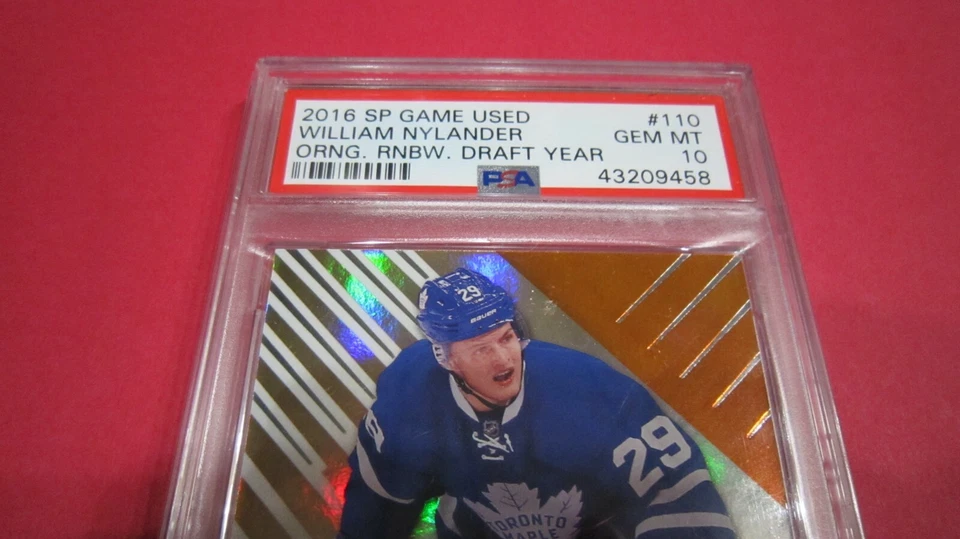 2016 SP GAME USED #110
WILLIAM NYLANDER GEM MT
ORNG. RNBW. DRAFT YEAR 10
PSA 43209458
29
BAUER
29
TORONTO
MAPLE